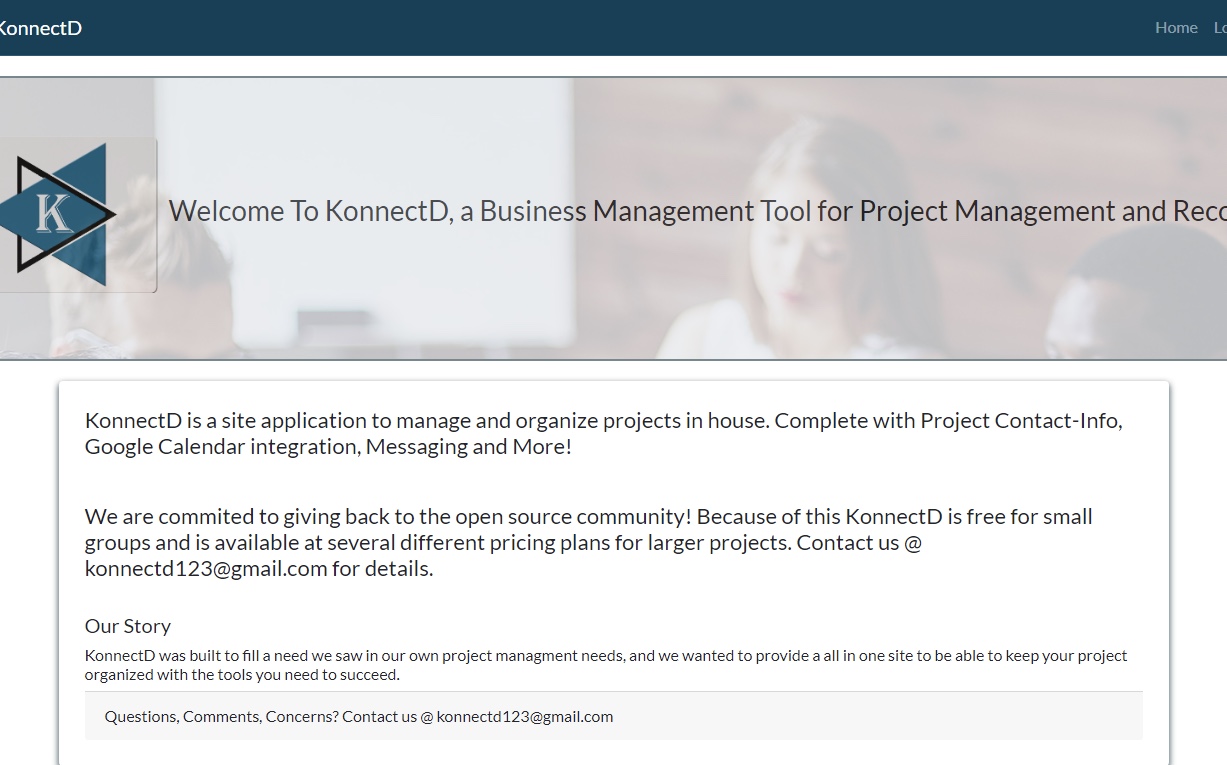 KonnectD
Home
K
Welcome To KonnectD, a Business Management Tool for Project Management and
KonnectD is a site application to manage and organize projects in house. Complete with Project Contact-Info,
Google Calendar integration, Messaging and More!
We are commited to giving back to the open source community! Because of this KonnectD is free for small
groups and is available at several different pricing plans for larger projects. Contact us @
konnectd123@gmail.com for details.
Our Story
KonnectD was built to fill a need we saw in our own project managment needs, and we wanted to provide a all in one site to be able to keep your project
organized with the tools you need to succeed.
Questions, Comments, Concerns? Contact us @ konnectd123@gmail.com